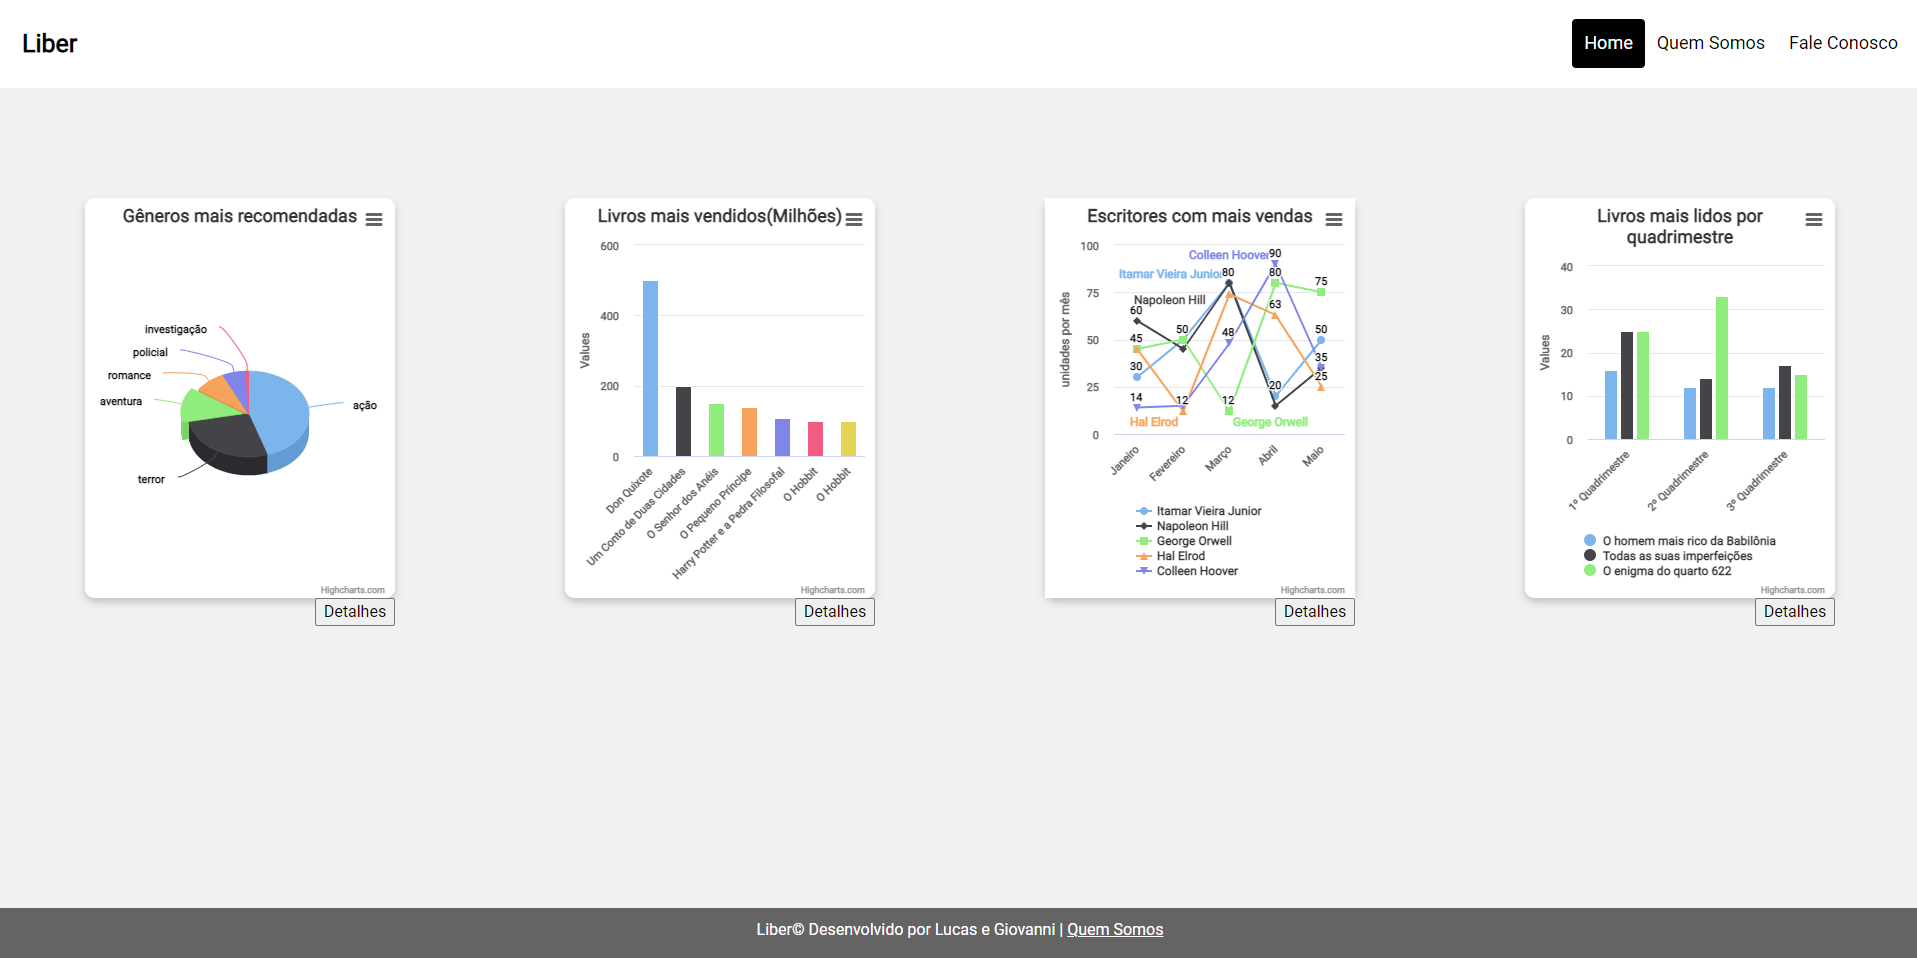 Liber
Home
Quem Somos
Fale Conosco
Gêneros mais recomendadas
investigação
policial
romance
aventura
ação
terror
Highcharts.com
Detalhes
Livros mais vendidos(Milhões)
Values
600
400
200
0
Don Quixote
Um Conto de Duas Cidades
O Senhor dos Anéis
O Pequeno Príncipe
Harry Potter e a Pedra Filosofal
O Hobbit
O Hobbit
Highcharts.com
Detalhes
Escritores com mais vendas
unidades por mês
100
75
50
25
0
Colleen Hoover
90
Itamar Vieira Junior
80
80
75
Napoleon Hill
60
63
50
48
50
45
35
30
25
20
14
12
12
Hal Elrod
George Orwell
Janeiro
Fevereiro
Março
Abril
Maio
Itamar Vieira Junior
Napoleon Hill
George Orwell
Hal Elrod
Colleen Hoover
Highcharts.com
Detalhes
Livros mais lidos por
quadrimestre
Values
40
30
20
10
0
1° Quadrimestre
2° Quadrimestre
3° Quadrimestre
O homem mais rico da Babilônia
Todas as suas imperfeições
O enigma do quarto 622
Highcharts.com
Detalhes
Liber© Desenvolvido por Lucas e Giovanni | Quem Somos